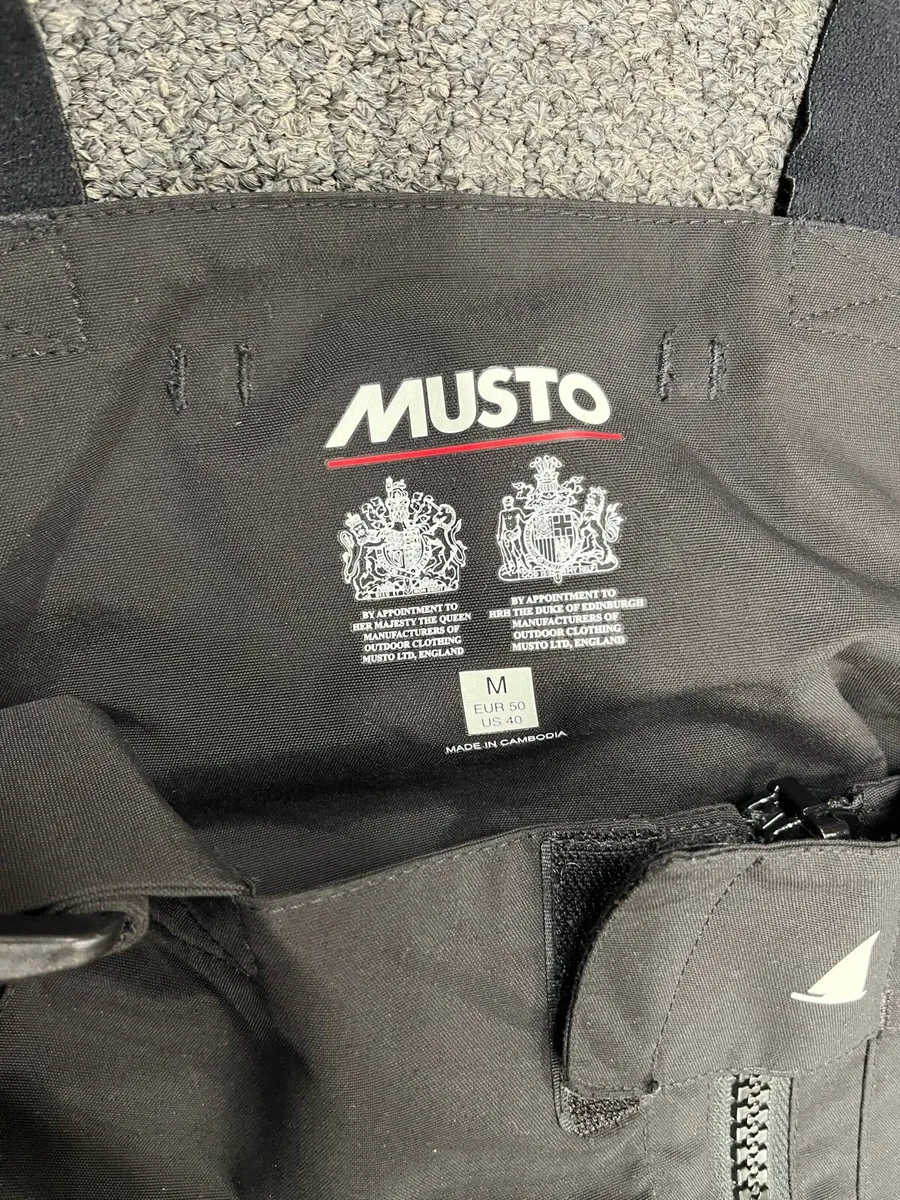 MUSTO
BY APPOINTMENT TO
HER MAJESTY THE QUEEN
MANUFACTURERS OF
OUTDOOR CLOTHING
MUSTO LTD, ENGLAND
BY APPOINTMENT TO
HRH THE DUKE OF EDINBURGH
MANUFACTURERS OF
OUTDOOR CLOTHING
MUSTO LTD, ENGLAND
M
EUR 50
US 40
MADE IN CAMBODIA